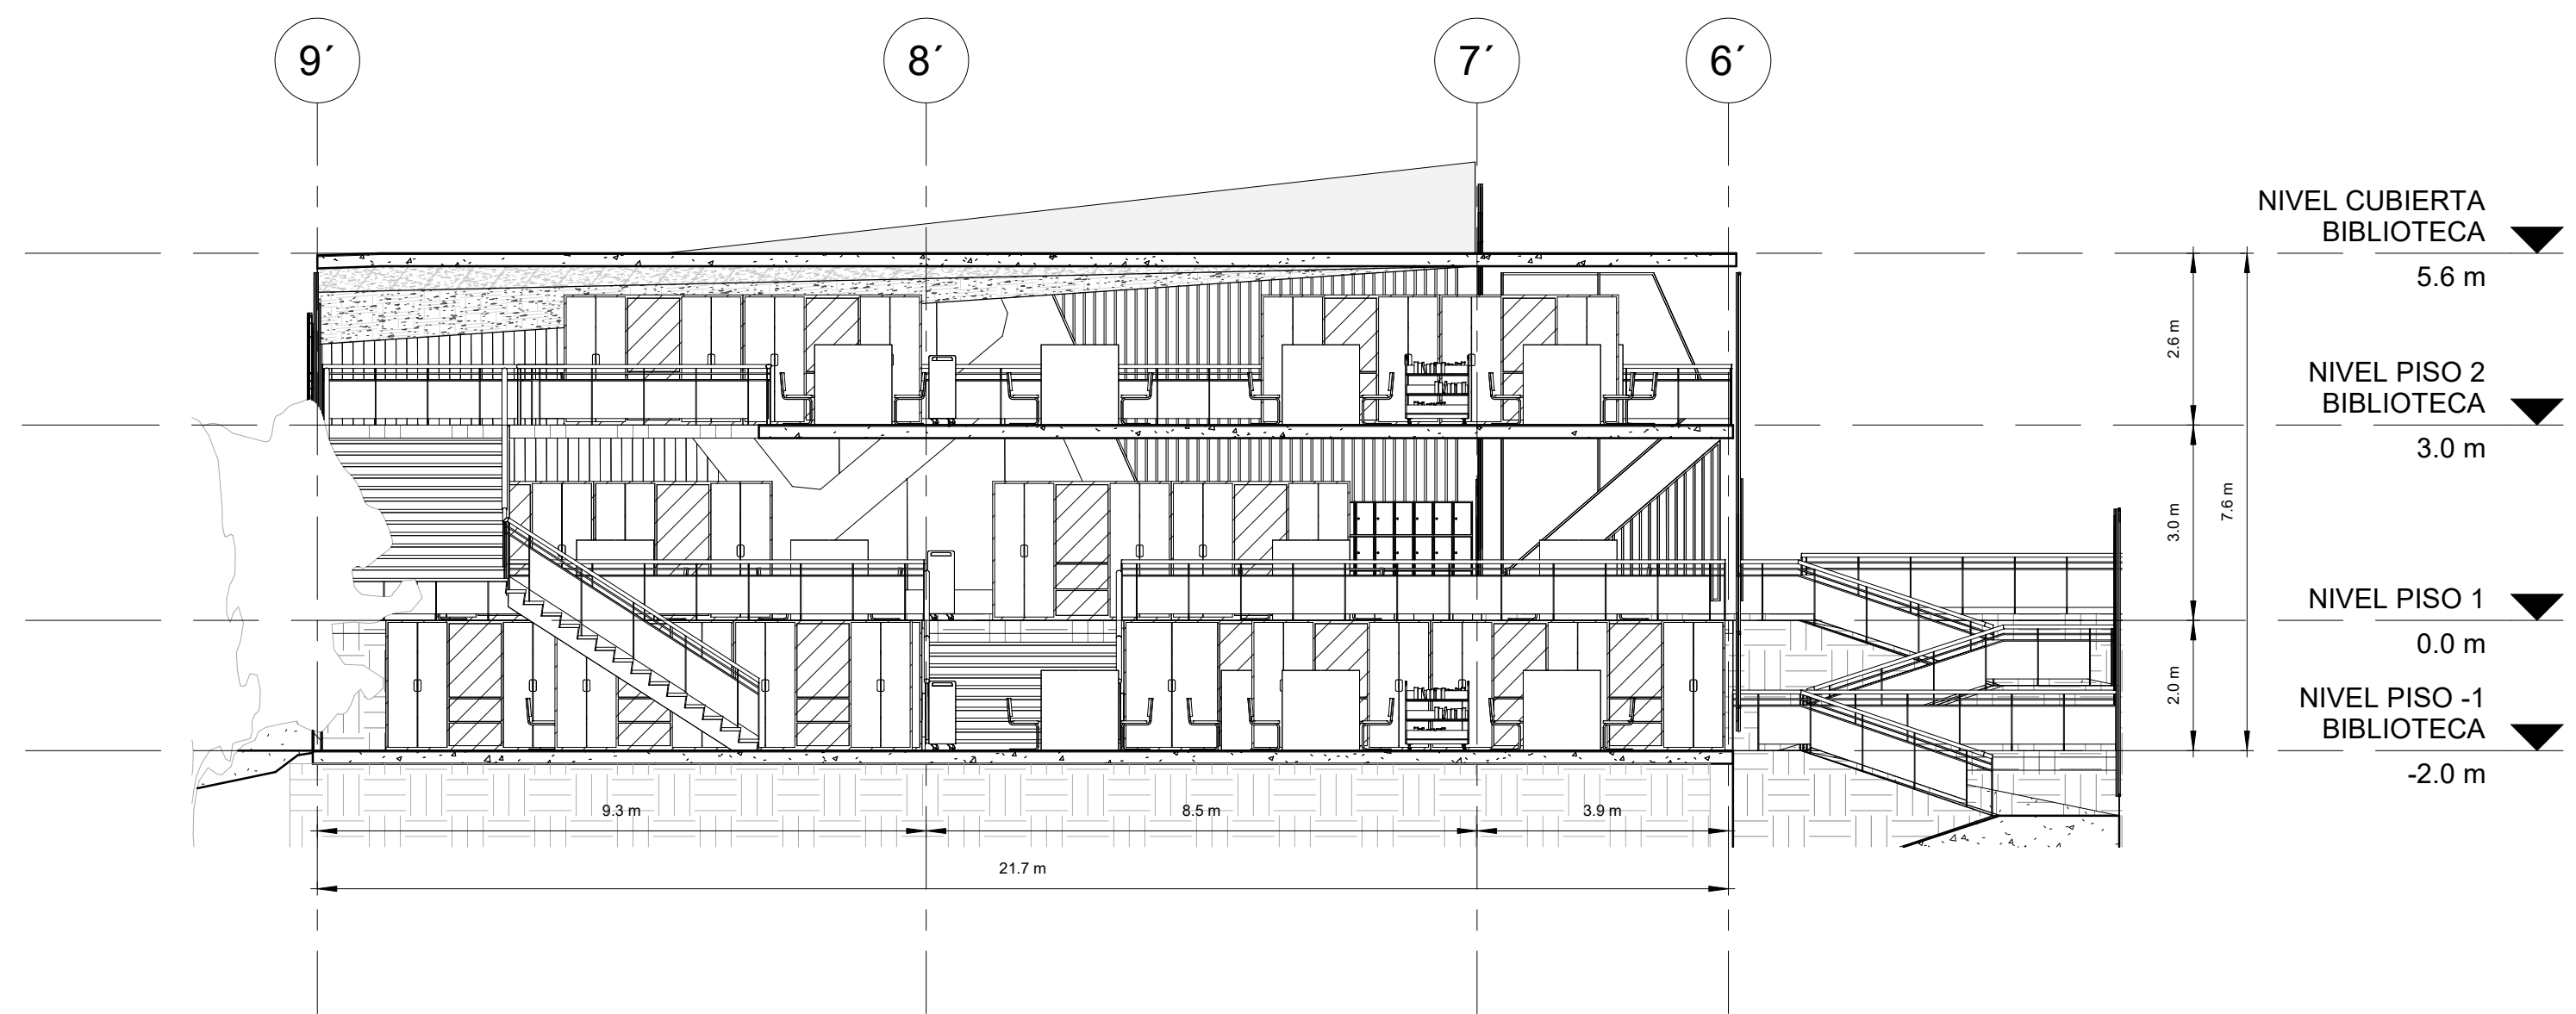 9´
8´
7´
6´
NIVEL CUBIERTA
BIBLIOTECA
5.6 m
2.6 m
NIVEL PISO 2
BIBLIOTECA
3.0 m
3.0 m
7.6 m
NIVEL PISO 1
0.0 m
2.0 m
NIVEL PISO -1
BIBLIOTECA
-2.0 m
9.3 m
8.5 m
3.9 m
21.7 m